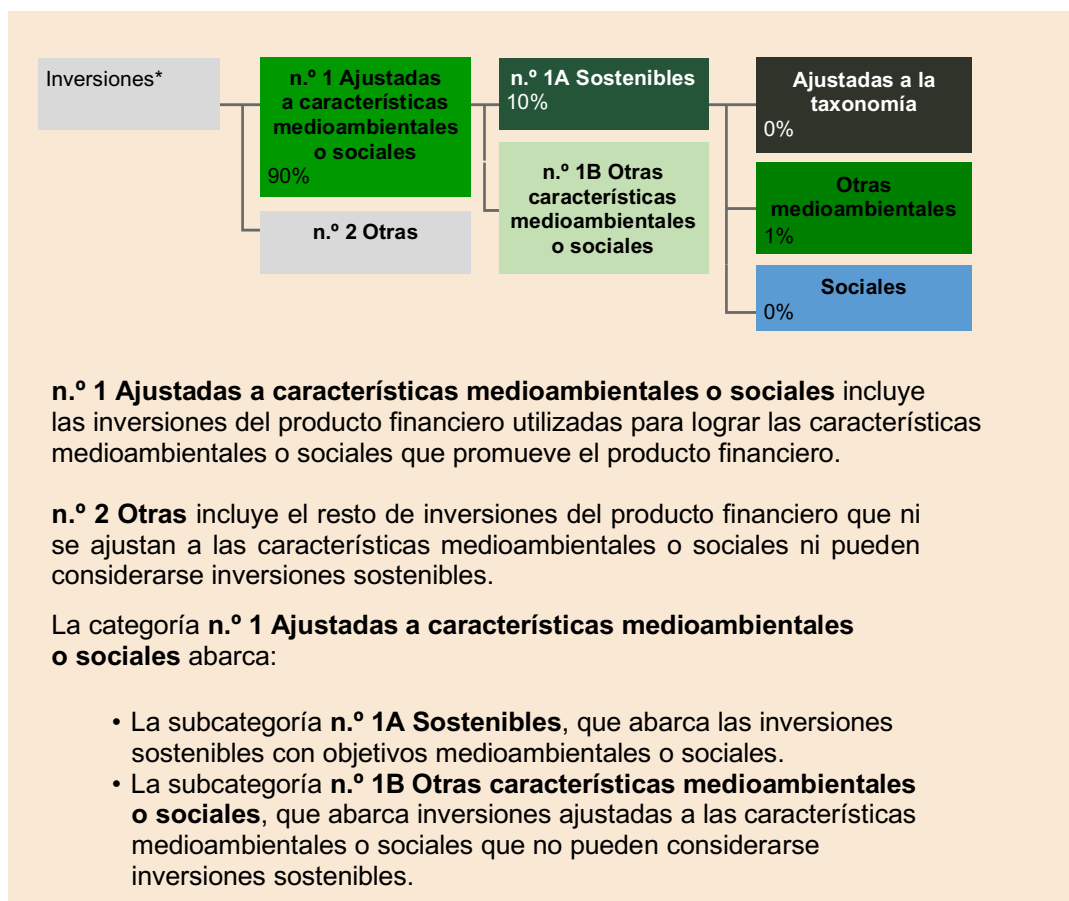 Inversiones*
n.º 1 Ajustadas
a características
medioambientales
o sociales
90%
n.º 2 Otras
n.º 1A Sostenibles
10%
n.º 1B Otras
características
medioambientales
o sociales
Ajustadas a la
taxonomía
0%
Otras
medioambientales
1%
Sociales
0%
n.º 1 Ajustadas a características medioambientales o sociales incluye
las inversiones del producto financiero utilizadas para lograr las características
medioambientales o sociales que promueve el producto financiero.
n.º 2 Otras incluye el resto de inversiones del producto financiero que ni
se ajustan a las características medioambientales o sociales ni pueden
considerarse inversiones sostenibles.
La categoría n.º 1 Ajustadas a características medioambientales
o sociales abarca:
• La subcategoría n.º 1A Sostenibles, que abarca las inversiones
sostenibles con objetivos medioambientales o sociales.
• La subcategoría n.º 1B Otras características medioambientales
o sociales, que abarca inversiones ajustadas a las características
medioambientales o sociales que no pueden considerarse
inversiones sostenibles.